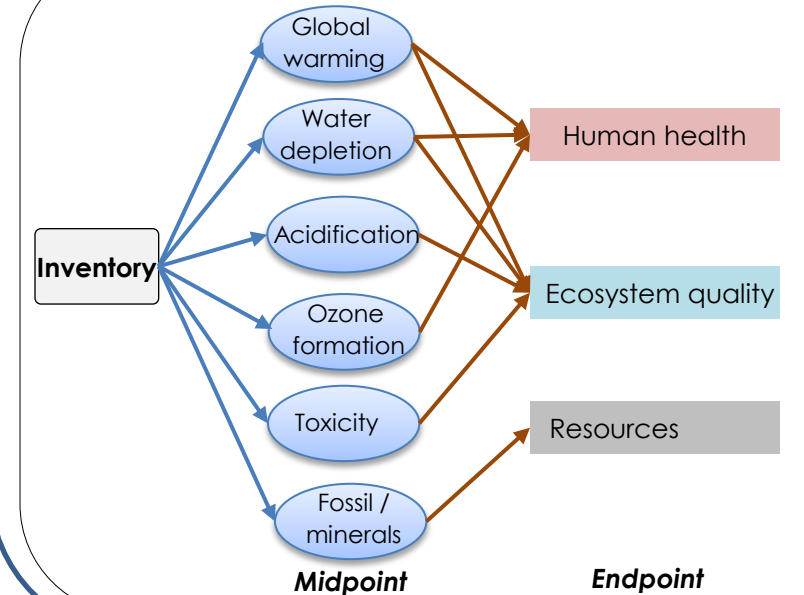 Global
warming
Water
depletion
Acidification
Ozone
formation
Toxicity
Fossil /
minerals
Inventory
Human health
Ecosystem quality
Resources
Midpoint
Endpoint